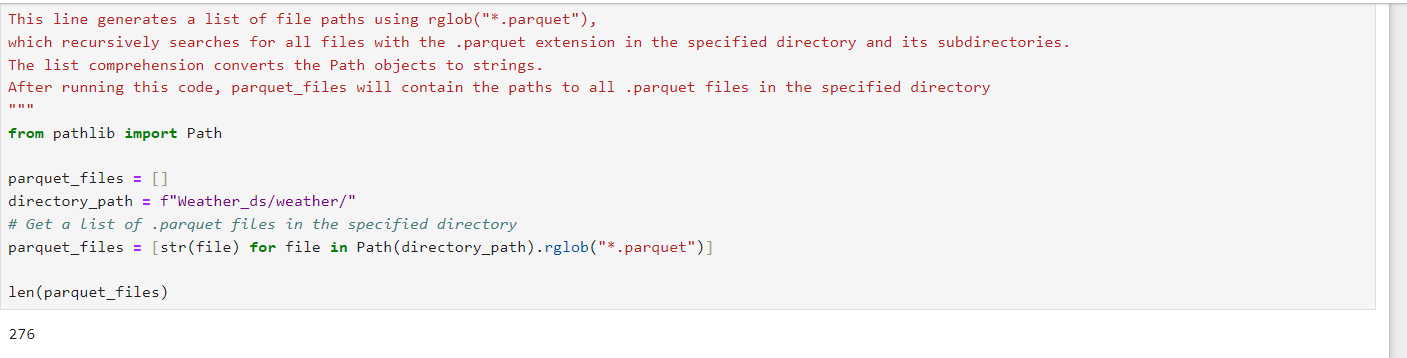 This line generates a list of file paths using rglob("*.parquet"),
which recursively searches for all files with the .parquet extension in the specified directory and its subdirectories.
The list comprehension converts the Path objects to strings.
After running this code, parquet_files will contain the paths to all .parquet files in the specified directory
"""
from pathlib import Path
parquet_files = []
directory_path = f"Weather_ds/weather/"
# Get a list of .parquet files in the specified directory
parquet_files = [str(file) for file in Path(directory_path).rglob("*.parquet")]
len(parquet_files)
276